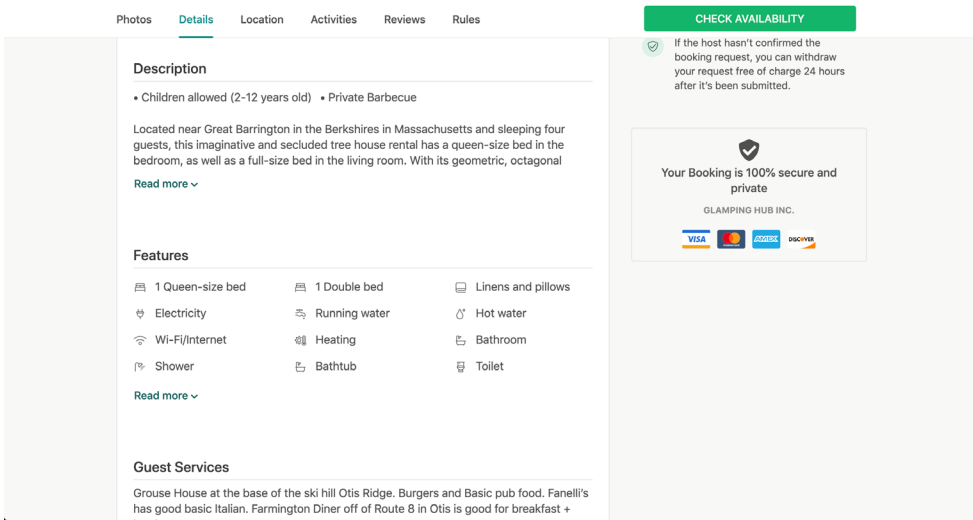 Photos Details Location Activities Reviews Rules CHECK AVAILABILITY
If the host hasn't confirmed the
booking request, you can withdraw
your request free of charge 24 hours
after it's been submitted.
Description
• Children allowed (2-12 years old) • Private Barbecue
Located near Great Barrington in the Berkshires in Massachusetts and sleeping four
guests, this imaginative and secluded tree house rental has a queen-size bed in the
bedroom, as well as a full-size bed in the living room. With its geometric, octagonal
Read more
Your Booking is 100% secure and
private
GLAMPING HUB INC.
VISA AMEX DISCOVER
Features
1 Queen-size bed 1 Double bed Linens and pillows
Electricity Running water Hot water
Wi-Fi/Internet Heating Bathroom
Shower Bathtub Toilet
Read more
Guest Services
Grouse House at the base of the ski hill Otis Ridge. Burgers and Basic pub food. Fanelli's
has good basic Italian. Farmington Diner off of Route 8 in Otis is good for breakfast +